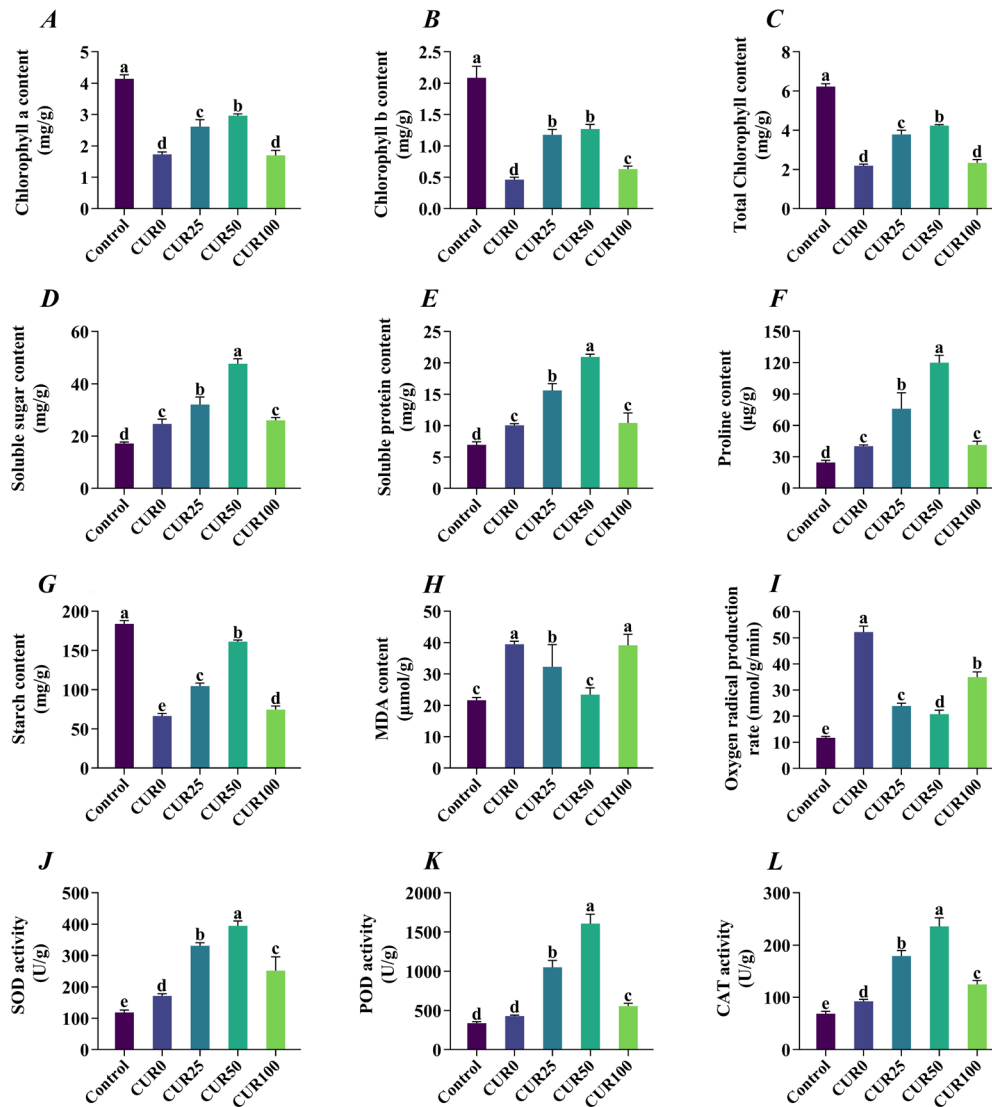 A
Chlorophyll a content
(mg/g)
5
4
3
2
1
0
a
d
c
b
d
Control
CUR0
CUR25
CUR50
CUR100
B
Chlorophyll b content
(mg/g)
2.5
2.0
1.5
1.0
0.5
0.0
a
d
b
b
c
Control
CUR0
CUR25
CUR50
CUR100
C
Total Chlorophyll content
(mg/g)
8
6
4
2
0
a
d
c
b
d
Control
CUR0
CUR25
CUR50
CUR100
D
Soluble sugar content
(mg/g)
60
40
20
0
d
c
b
a
c
Control
CUR0
CUR25
CUR50
CUR100
E
Soluble protein content
(mg/g)
25
20
15
10
5
0
d
c
b
a
c
Control
CUR0
CUR25
CUR50
CUR100
F
Proline content
(μg/g)
150
120
90
60
30
0
d
c
b
a
c
Control
CUR0
CUR25
CUR50
CUR100
G
Starch content
(mg/g)
200
150
100
50
0
a
e
c
b
d
Control
CUR0
CUR25
CUR50
CUR100
H
MDA content
(μmol/g)
50
40
30
20
10
0
c
a
b
c
a
Control
CUR0
CUR25
CUR50
CUR100
I
Oxygen radical production
rate (nmol/g/min)
60
50
40
30
20
10
0
e
a
c
d
b
Control
CUR0
CUR25
CUR50
CUR100
J
SOD activity
(U/g)
500
400
300
200
100
0
e
d
b
a
c
Control
CUR0
CUR25
CUR50
CUR100
K
POD activity
(U/g)
2000
1500
1000
500
0
d
d
b
a
c
Control
CUR0
CUR25
CUR50
CUR100
L
CAT activity
(U/g)
300
200
100
0
e
d
b
a
c
Control
CUR0
CUR25
CUR50
CUR100